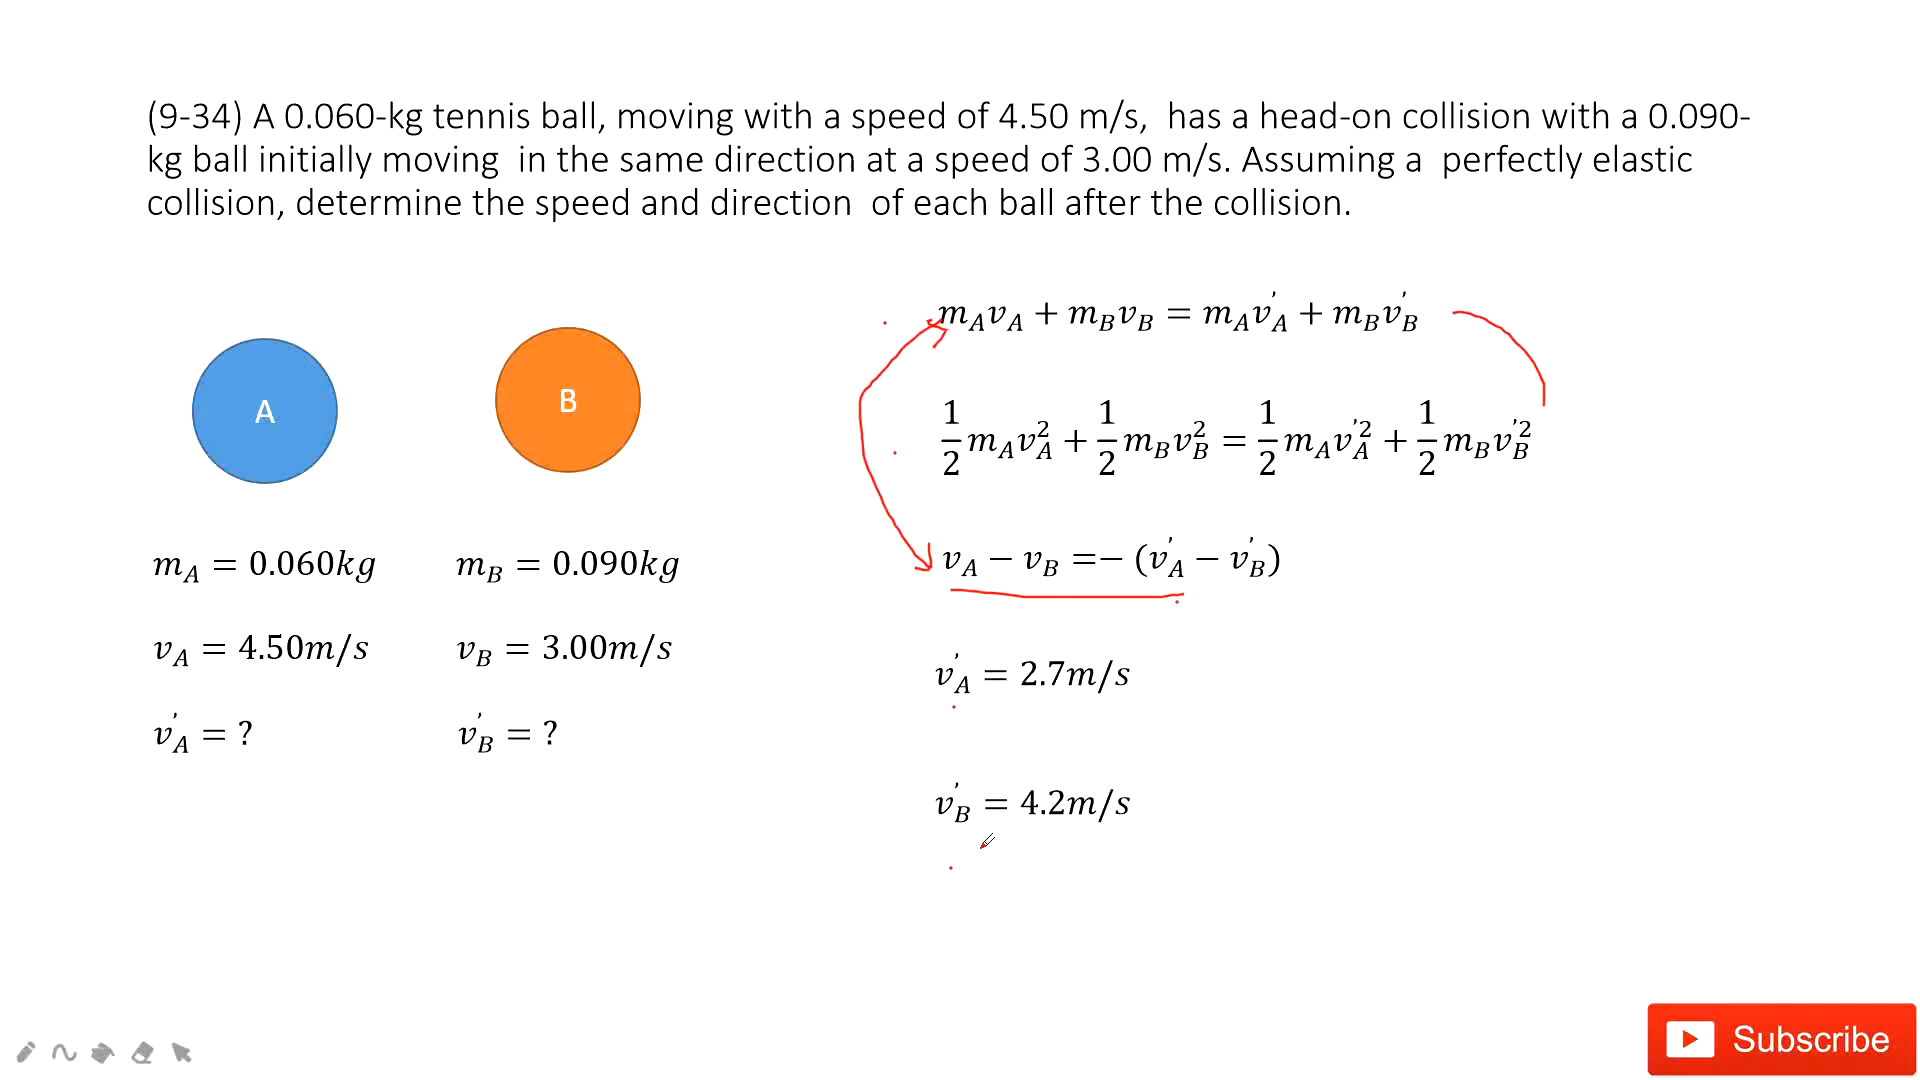 (9-34) A 0.060-kg tennis ball, moving with a speed of 4.50 m/s,  has a head-on collision with a 0.090-
kg ball initially moving  in the same direction at a speed of 3.00 m/s. Assuming a  perfectly elastic
collision, determine the speed and direction  of each ball after the collision.
A
B
m_A = 0.060kg
m_B = 0.090kg
v_A = 4.50m/s
v_B = 3.00m/s
v'_A = ?
v'_B = ?
m_A v_A + m_B v_B = m_A v'_A + m_B v'_B
1/2 m_A v_A^2 + 1/2 m_B v_B^2 = 1/2 m_A v'_A^2 + 1/2 m_B v'_B^2
v_A − v_B =− (v'_A − v'_B)
v'_A = 2.7m/s
v'_B = 4.2m/s
Subscribe